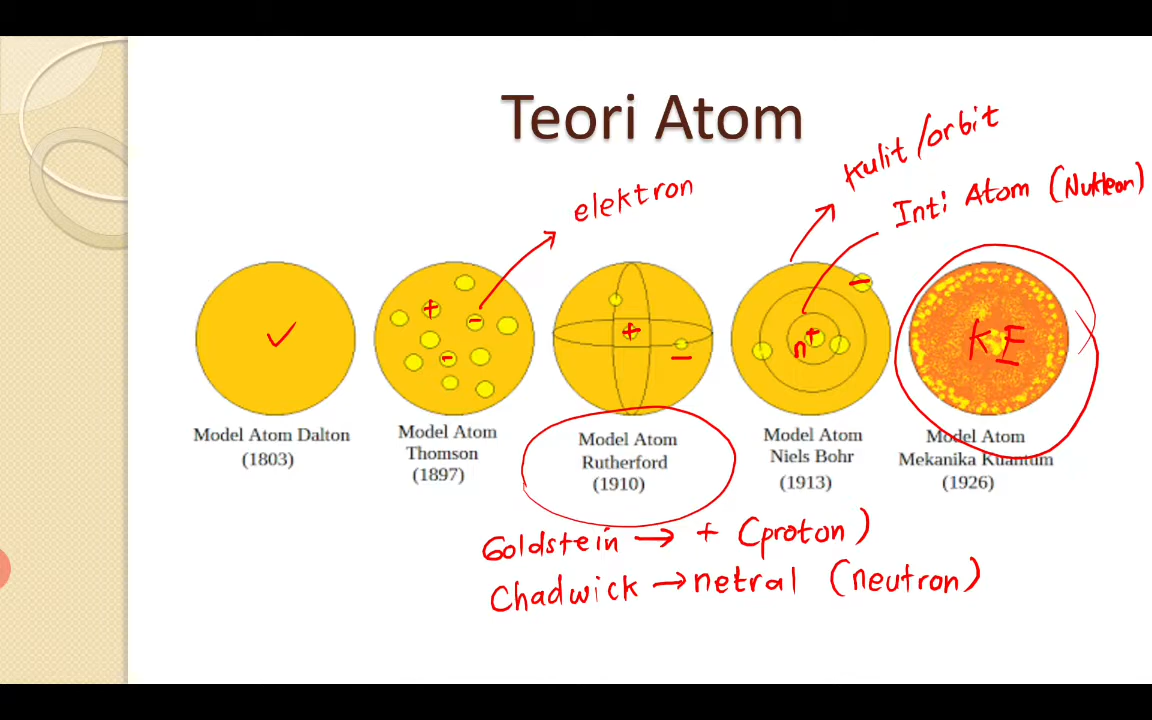 Teori Atom
Kulit/orbit
Inti Atom (Nukleon)
elektron
✓
+
-
-
+
-
n+
-
KE
Model Atom Dalton
(1803)
Model Atom
Thomson
(1897)
Model Atom
Rutherford
(1910)
Model Atom
Niels Bohr
(1913)
Model Atom
Mekanika Kuantum
(1926)
Goldstein → + (proton)
Chadwick → netral (neutron)